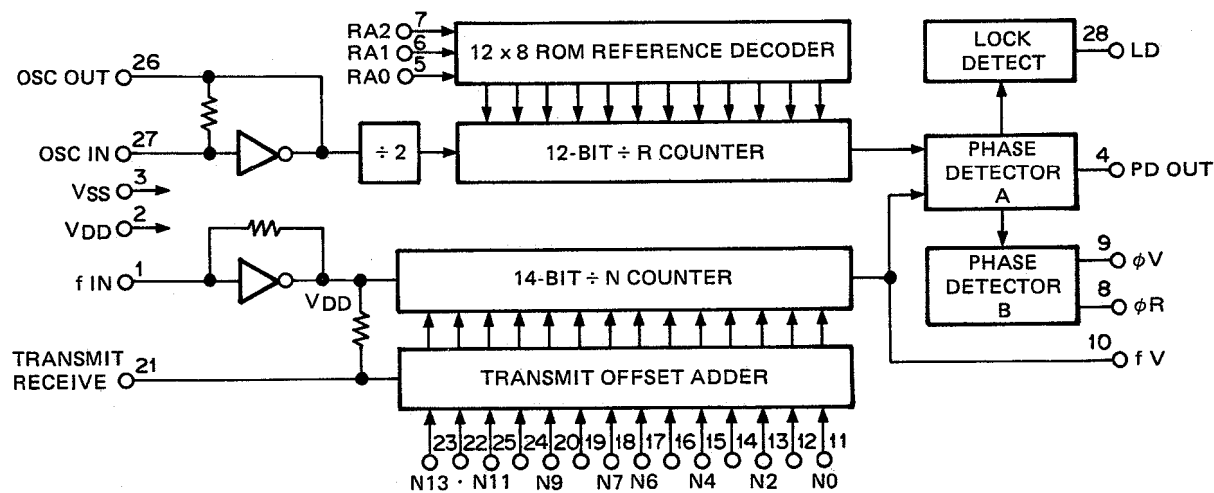 RA2 7
RA1 6
RA0 5
12 x 8 ROM REFERENCE DECODER
LOCK
DETECT
28 LD
OSC OUT 26
OSC IN 27
÷ 2
12-BIT ÷ R COUNTER
PHASE
DETECTOR
A
4 PD OUT
VSS 3
VDD 2
f IN 1
VDD
14-BIT ÷ N COUNTER
PHASE
DETECTOR
B
9 φV
8 φR
10 f V
TRANSMIT
RECEIVE 21
TRANSMIT OFFSET ADDER
23 22 25 24 20 19 18 17 16 15 14 13 12 11
N13 · N11 N9 N7 N6 N4 N2 N0